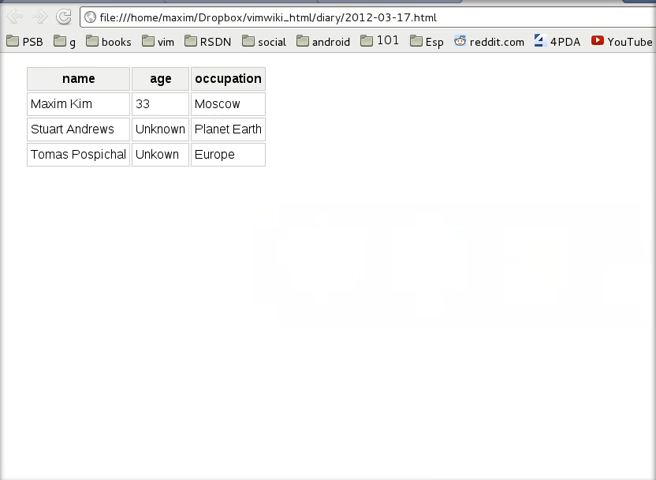 file:///home/maxim/Dropbox/vimwiki_html/diary/2012-03-17.html
PSB g books vim RSDN social android 101 Esp reddit.com 4PDA YouTube
name age occupation
Maxim Kim 33 Moscow
Stuart Andrews Unknown Planet Earth
Tomas Pospichal Unkown Europe